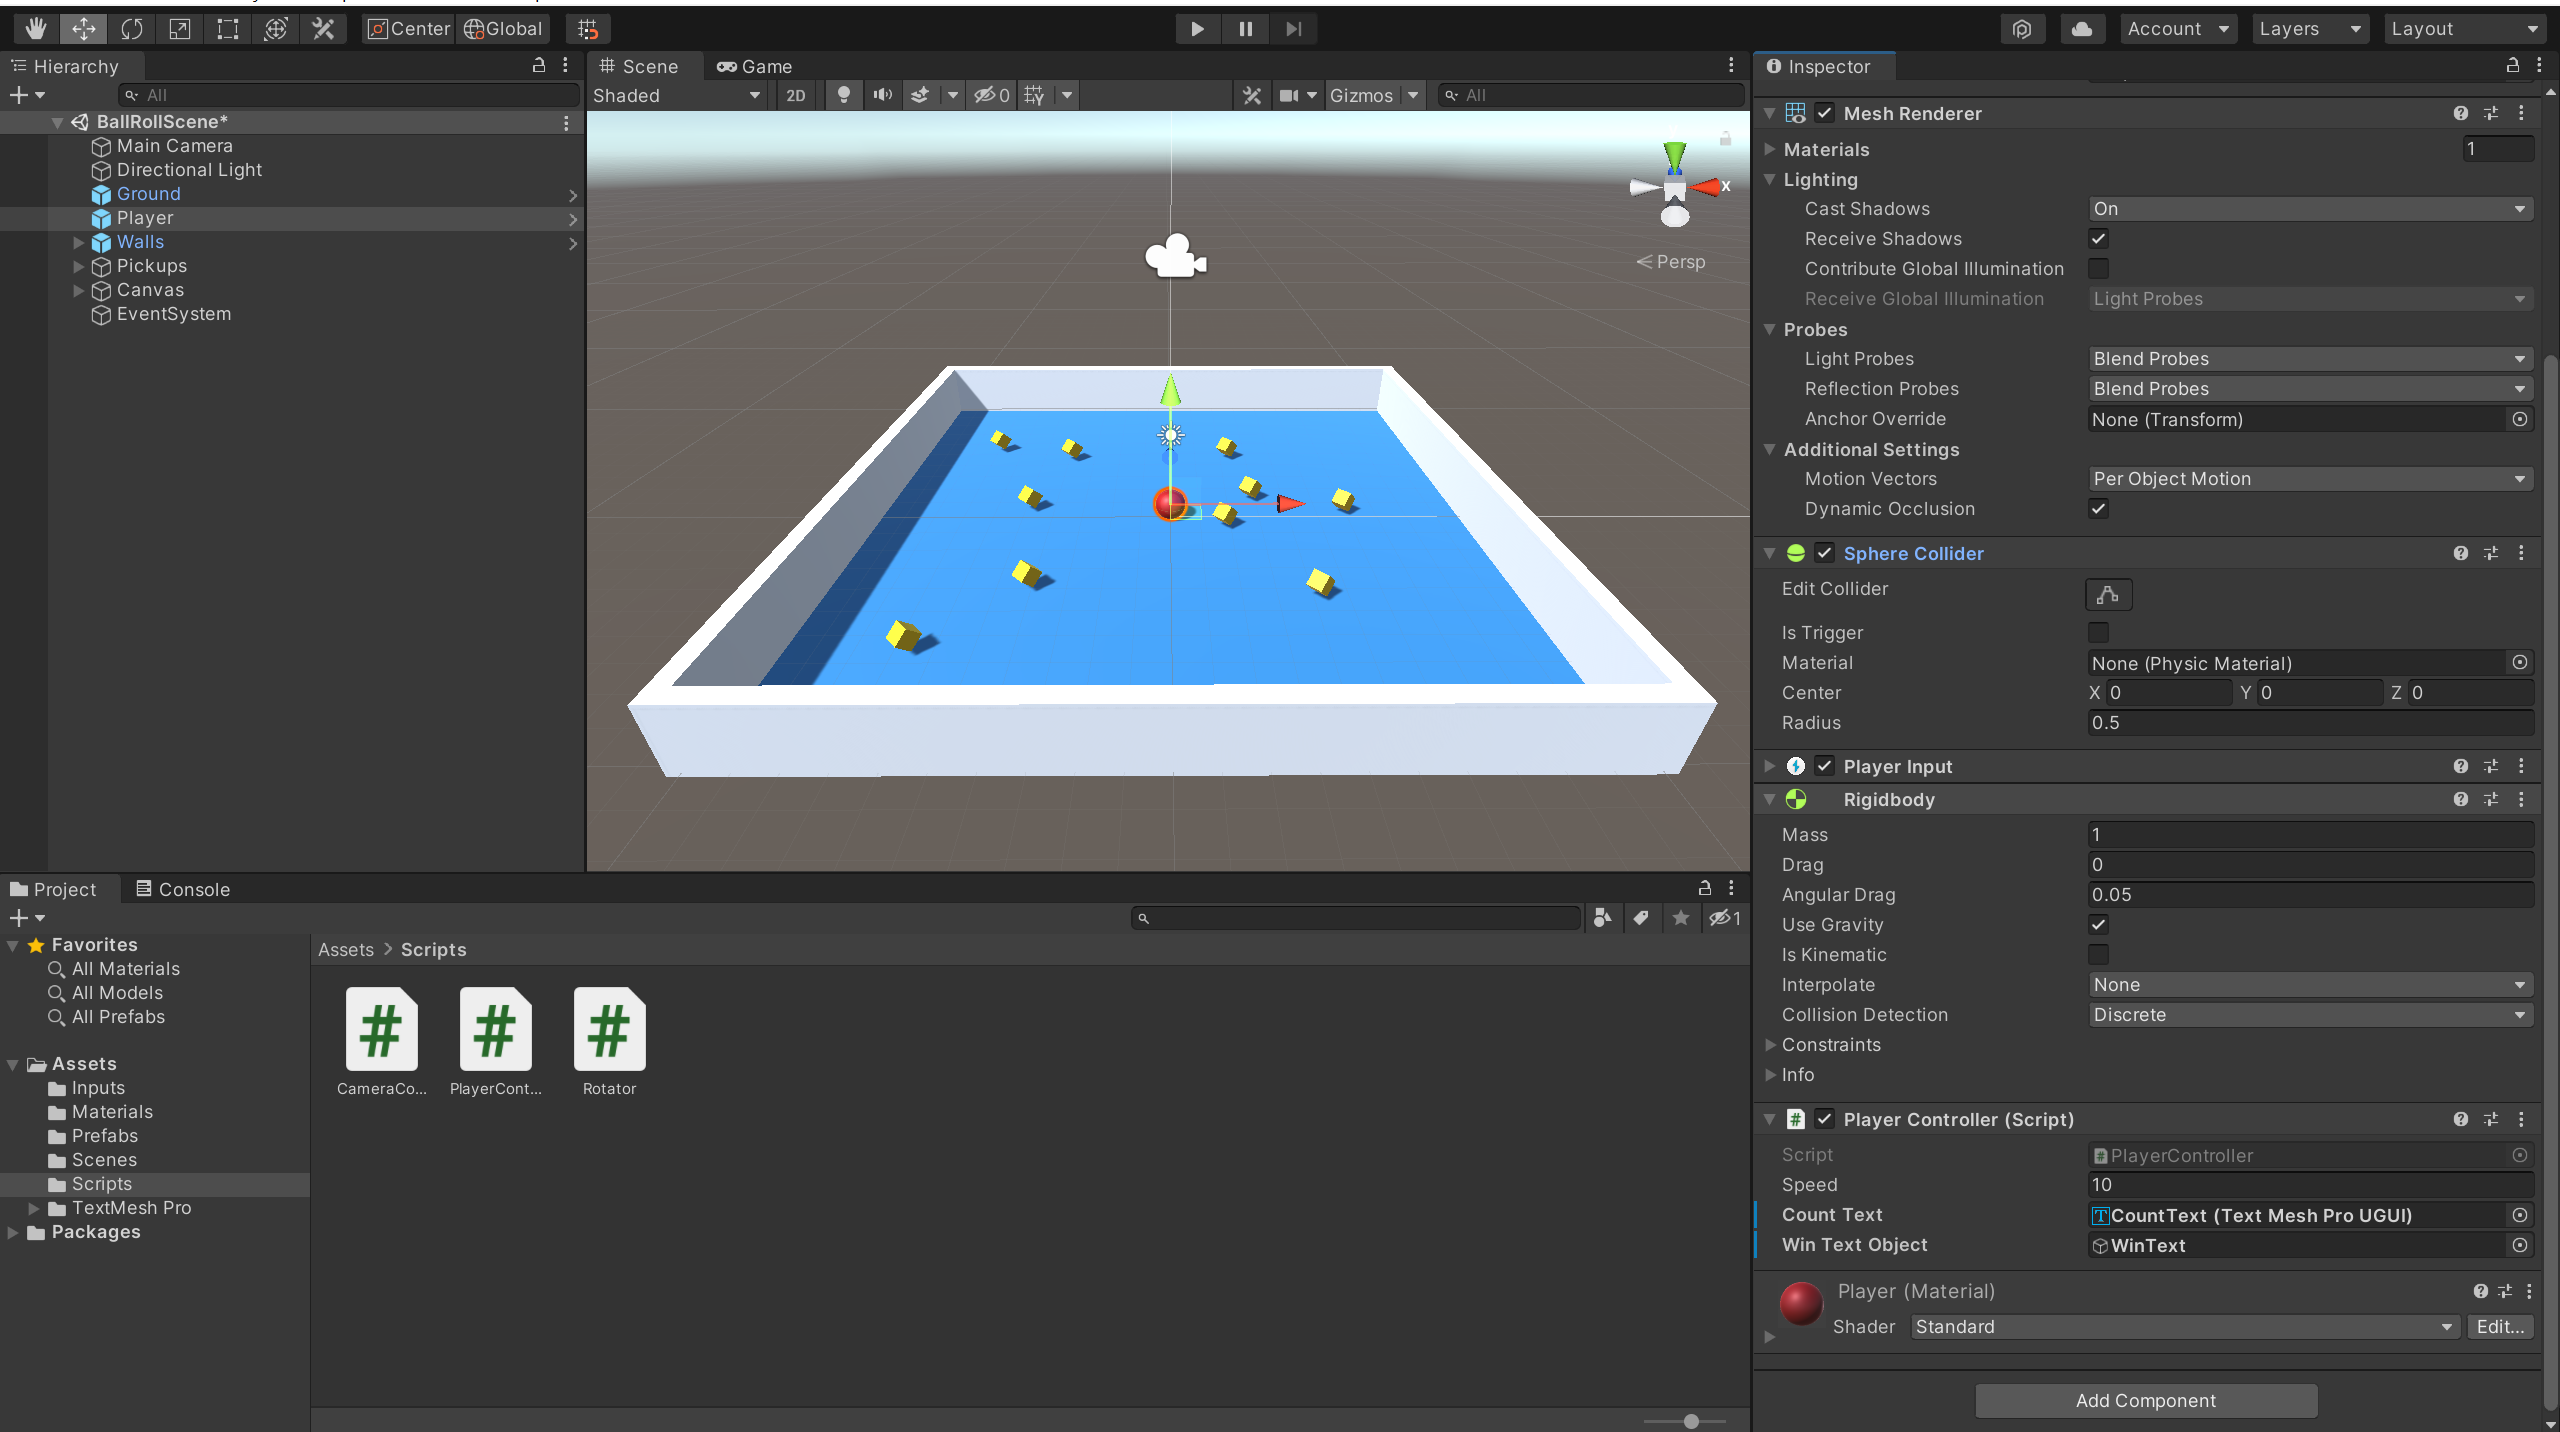 Center
Global
Account
Layers
Layout
Hierarchy
All
BallRollScene*
Main Camera
Directional Light
Ground
Player
Walls
Pickups
Canvas
EventSystem
Scene
Game
Shaded
2D
0
Gizmos
All
x
Persp
Project
Console
1
Favorites
All Materials
All Models
All Prefabs
Assets
Inputs
Materials
Prefabs
Scenes
Scripts
TextMesh Pro
Packages
Assets > Scripts
CameraCo...
PlayerCont...
Rotator
Inspector
Mesh Renderer
Materials 1
Lighting
Cast Shadows On
Receive Shadows
Contribute Global Illumination
Receive Global Illumination Light Probes
Probes
Light Probes Blend Probes
Reflection Probes Blend Probes
Anchor Override None (Transform)
Additional Settings
Motion Vectors Per Object Motion
Dynamic Occlusion
Sphere Collider
Edit Collider
Is Trigger
Material None (Physic Material)
Center X 0 Y 0 Z 0
Radius 0.5
Player Input
Rigidbody
Mass 1
Drag 0
Angular Drag 0.05
Use Gravity
Is Kinematic
Interpolate None
Collision Detection Discrete
Constraints
Info
Player Controller (Script)
Script PlayerController
Speed 10
Count Text CountText (Text Mesh Pro UGUI)
Win Text Object WinText
Player (Material)
Shader Standard Edit...
Add Component